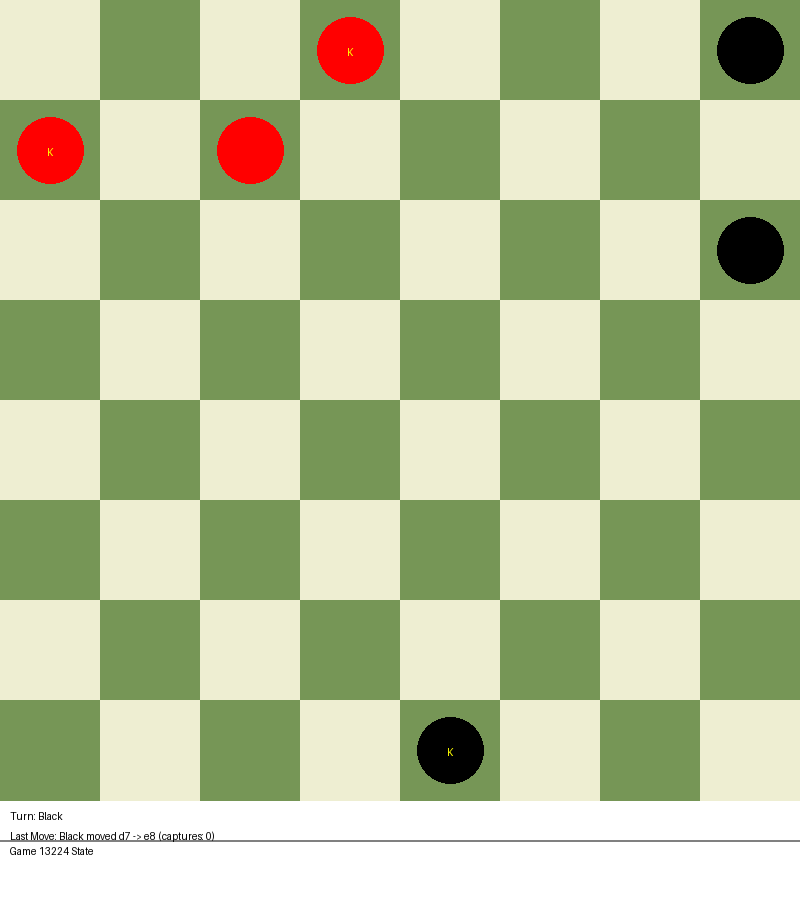 K
K
K
Turn: Black
Last Move: Black moved d7 -> e8 (captures: 0)
Game 13224 State